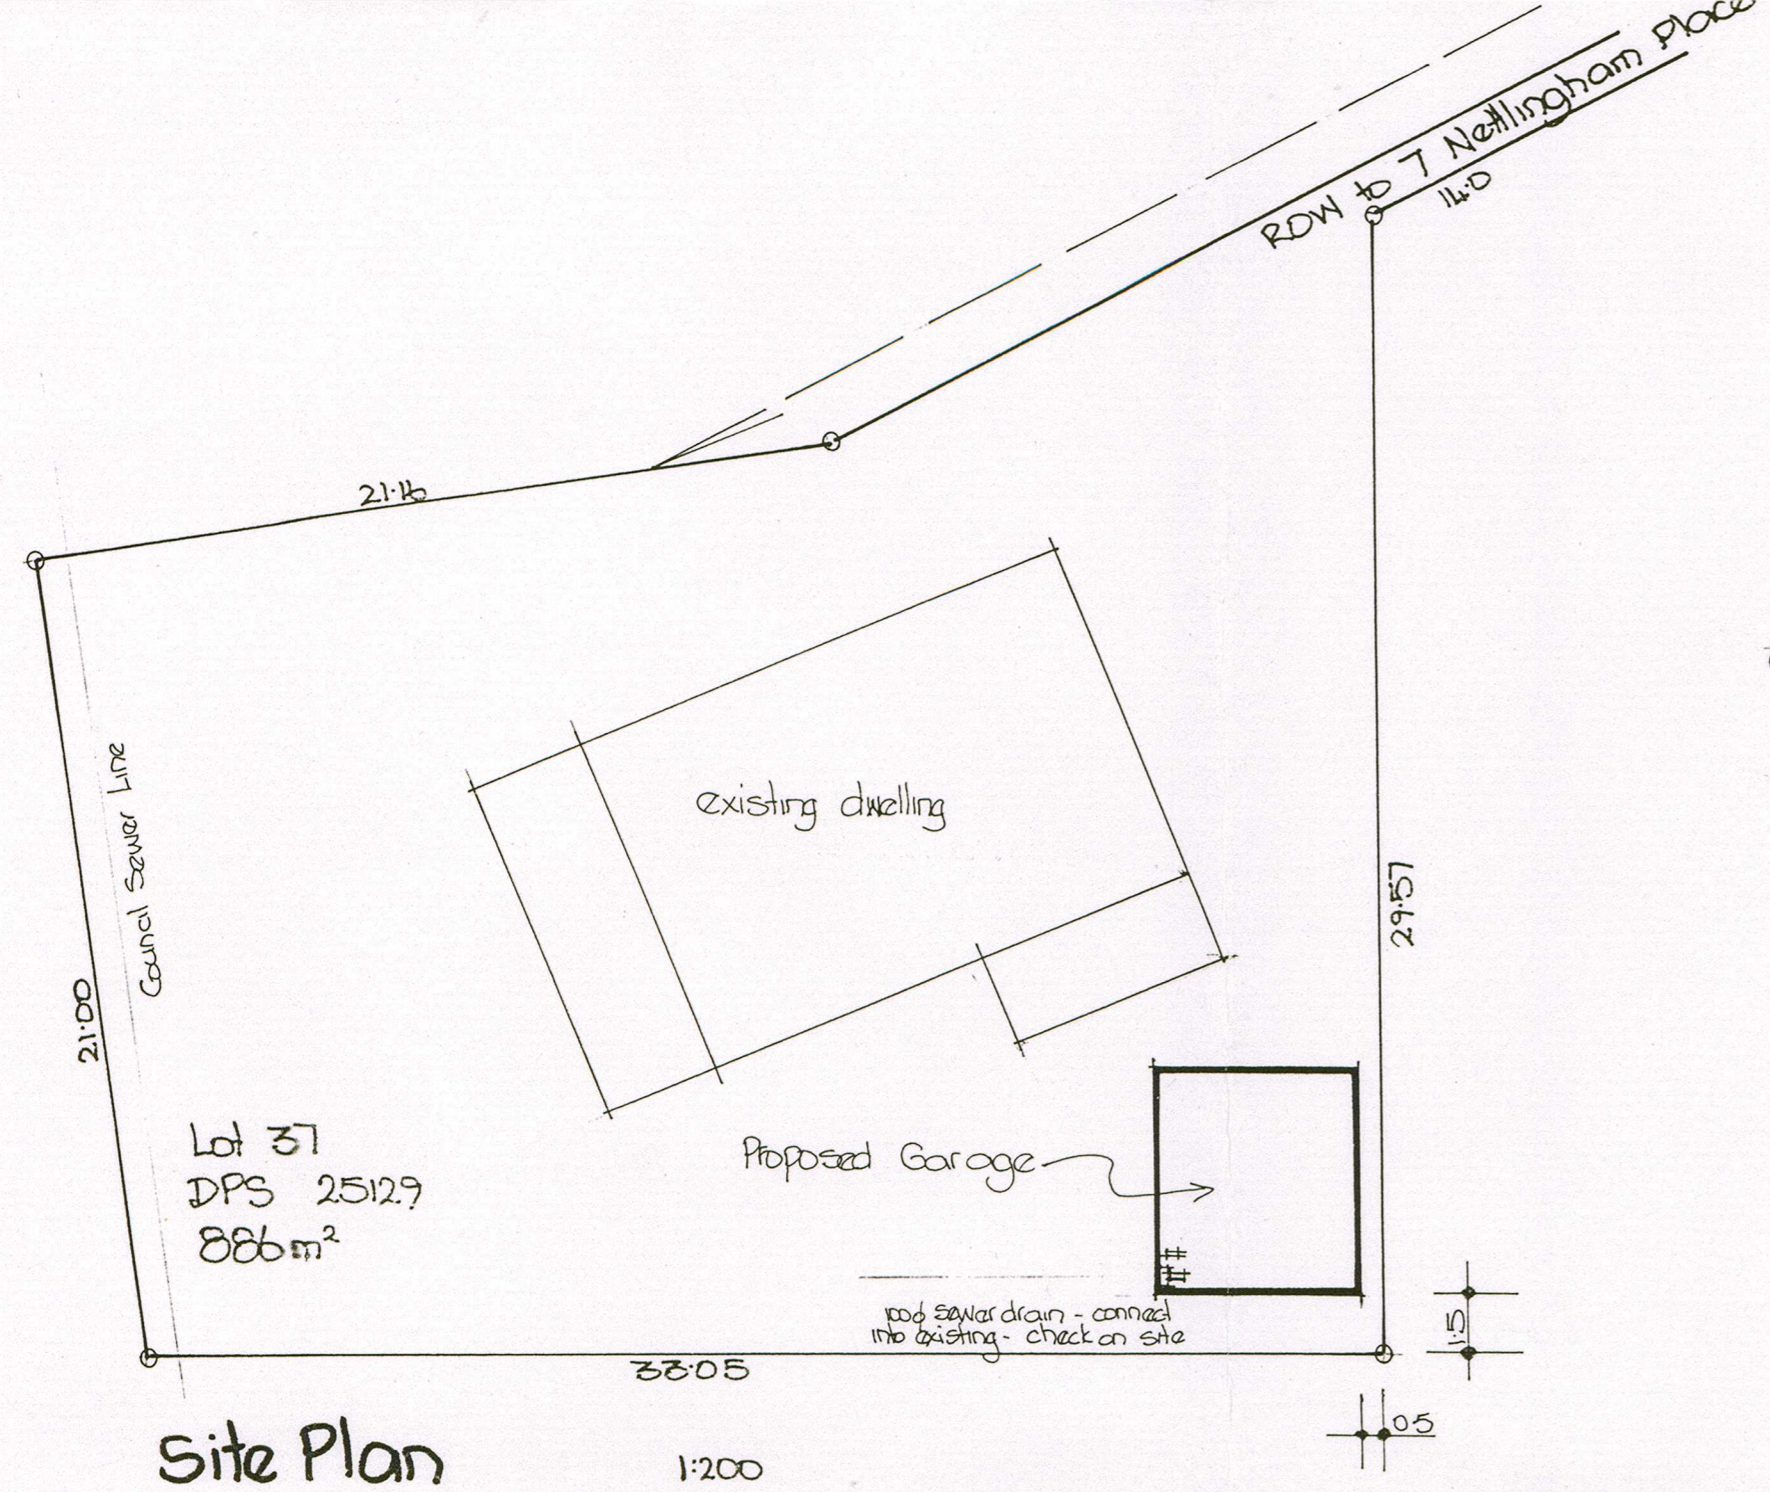 ROW to 7 Nettlingham Place
14.0
21.16
existing dwelling
Council Sewer Line
29.57
21.00
Lot 37
DPS 25129
886m²
Proposed Garage
100ϕ sewer drain - connect
into existing - check on site
1.5
33.05
0.5
Site Plan
1:200